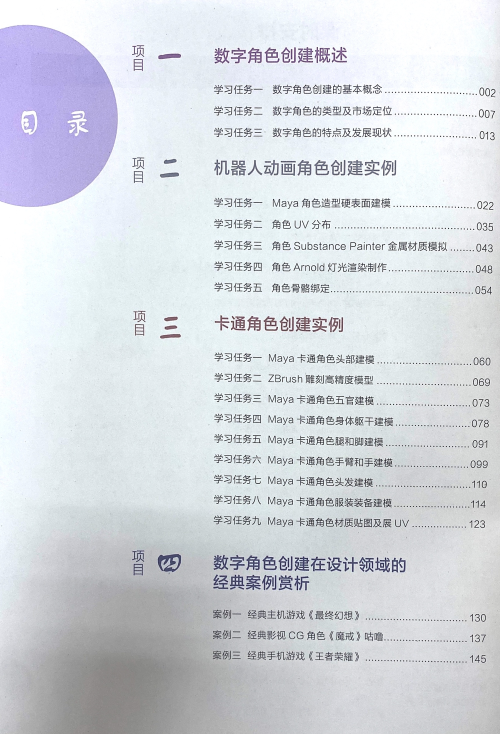 目录
项目一 数字角色创建概述
学习任务一 数字角色创建的基本概念 002
学习任务二 数字角色的类型及市场定位 007
学习任务三 数字角色的特点及发展现状 013
项目二 机器人动画角色创建实例
学习任务一 Maya 角色造型硬表面建模 022
学习任务二 角色 UV 分布 035
学习任务三 角色 Substance Painter 金属材质模拟 043
学习任务四 角色 Arnold 灯光渲染制作 048
学习任务五 角色骨骼绑定 054
项目三 卡通角色创建实例
学习任务一 Maya 卡通角色头部建模 060
学习任务二 ZBrush 雕刻高精度模型 069
学习任务三 Maya 卡通角色五官建模 073
学习任务四 Maya 卡通角色身体躯干建模 078
学习任务五 Maya 卡通角色腿和脚建模 091
学习任务六 Maya 卡通角色手臂和手建模 099
学习任务七 Maya 卡通角色头发建模 110
学习任务八 Maya 卡通角色服装装备建模 114
学习任务九 Maya 卡通角色材质贴图及展 UV 123
项目四 数字角色创建在设计领域的
经典案例赏析
案例一 经典主机游戏《最终幻想》 130
案例二 经典影视 CG 角色《魔戒》咕噜 137
案例三 经典手机游戏《王者荣耀》 145